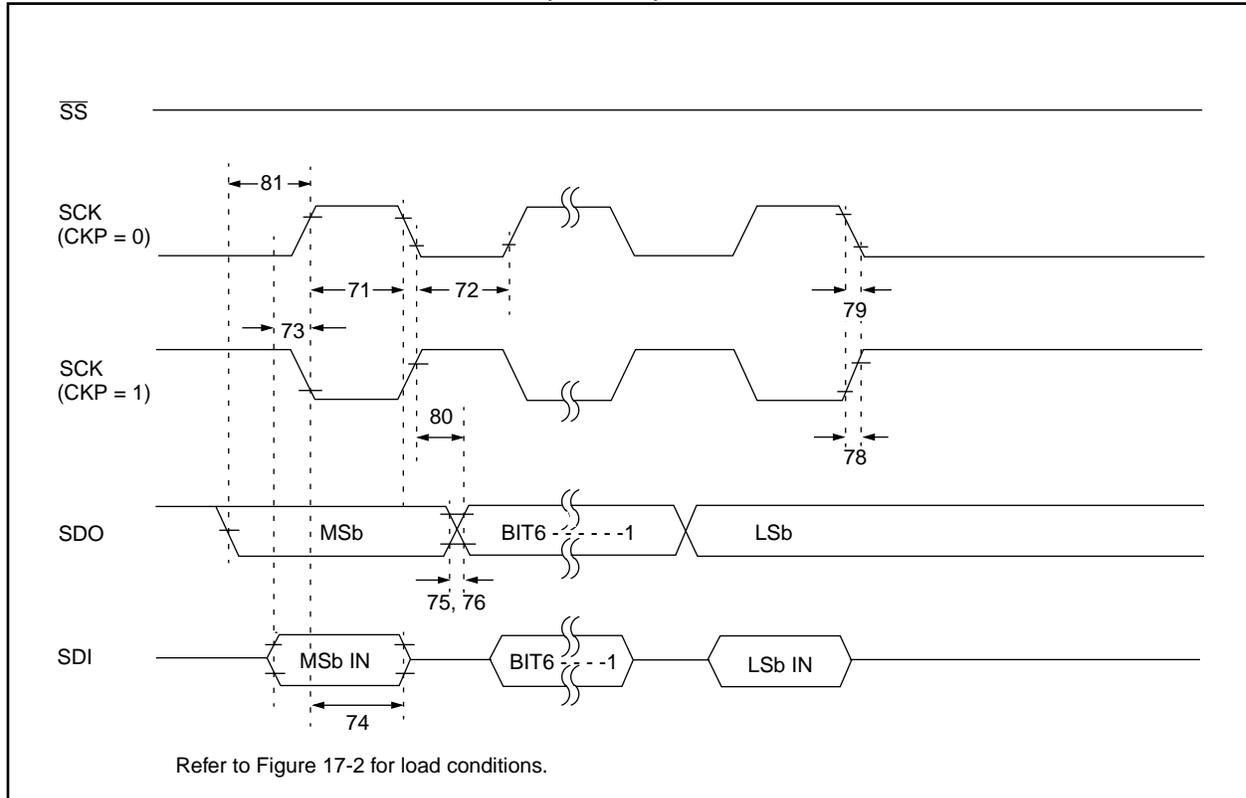 SS
81
SCK
(CKP = 0)
71
72
79
73
SCK
(CKP = 1)
80
78
SDO
MSb
BIT6 - - - - - -1
LSb
75, 76
SDI
MSb IN
BIT6 - - - -1
LSb IN
74
Refer to Figure 17-2 for load conditions.